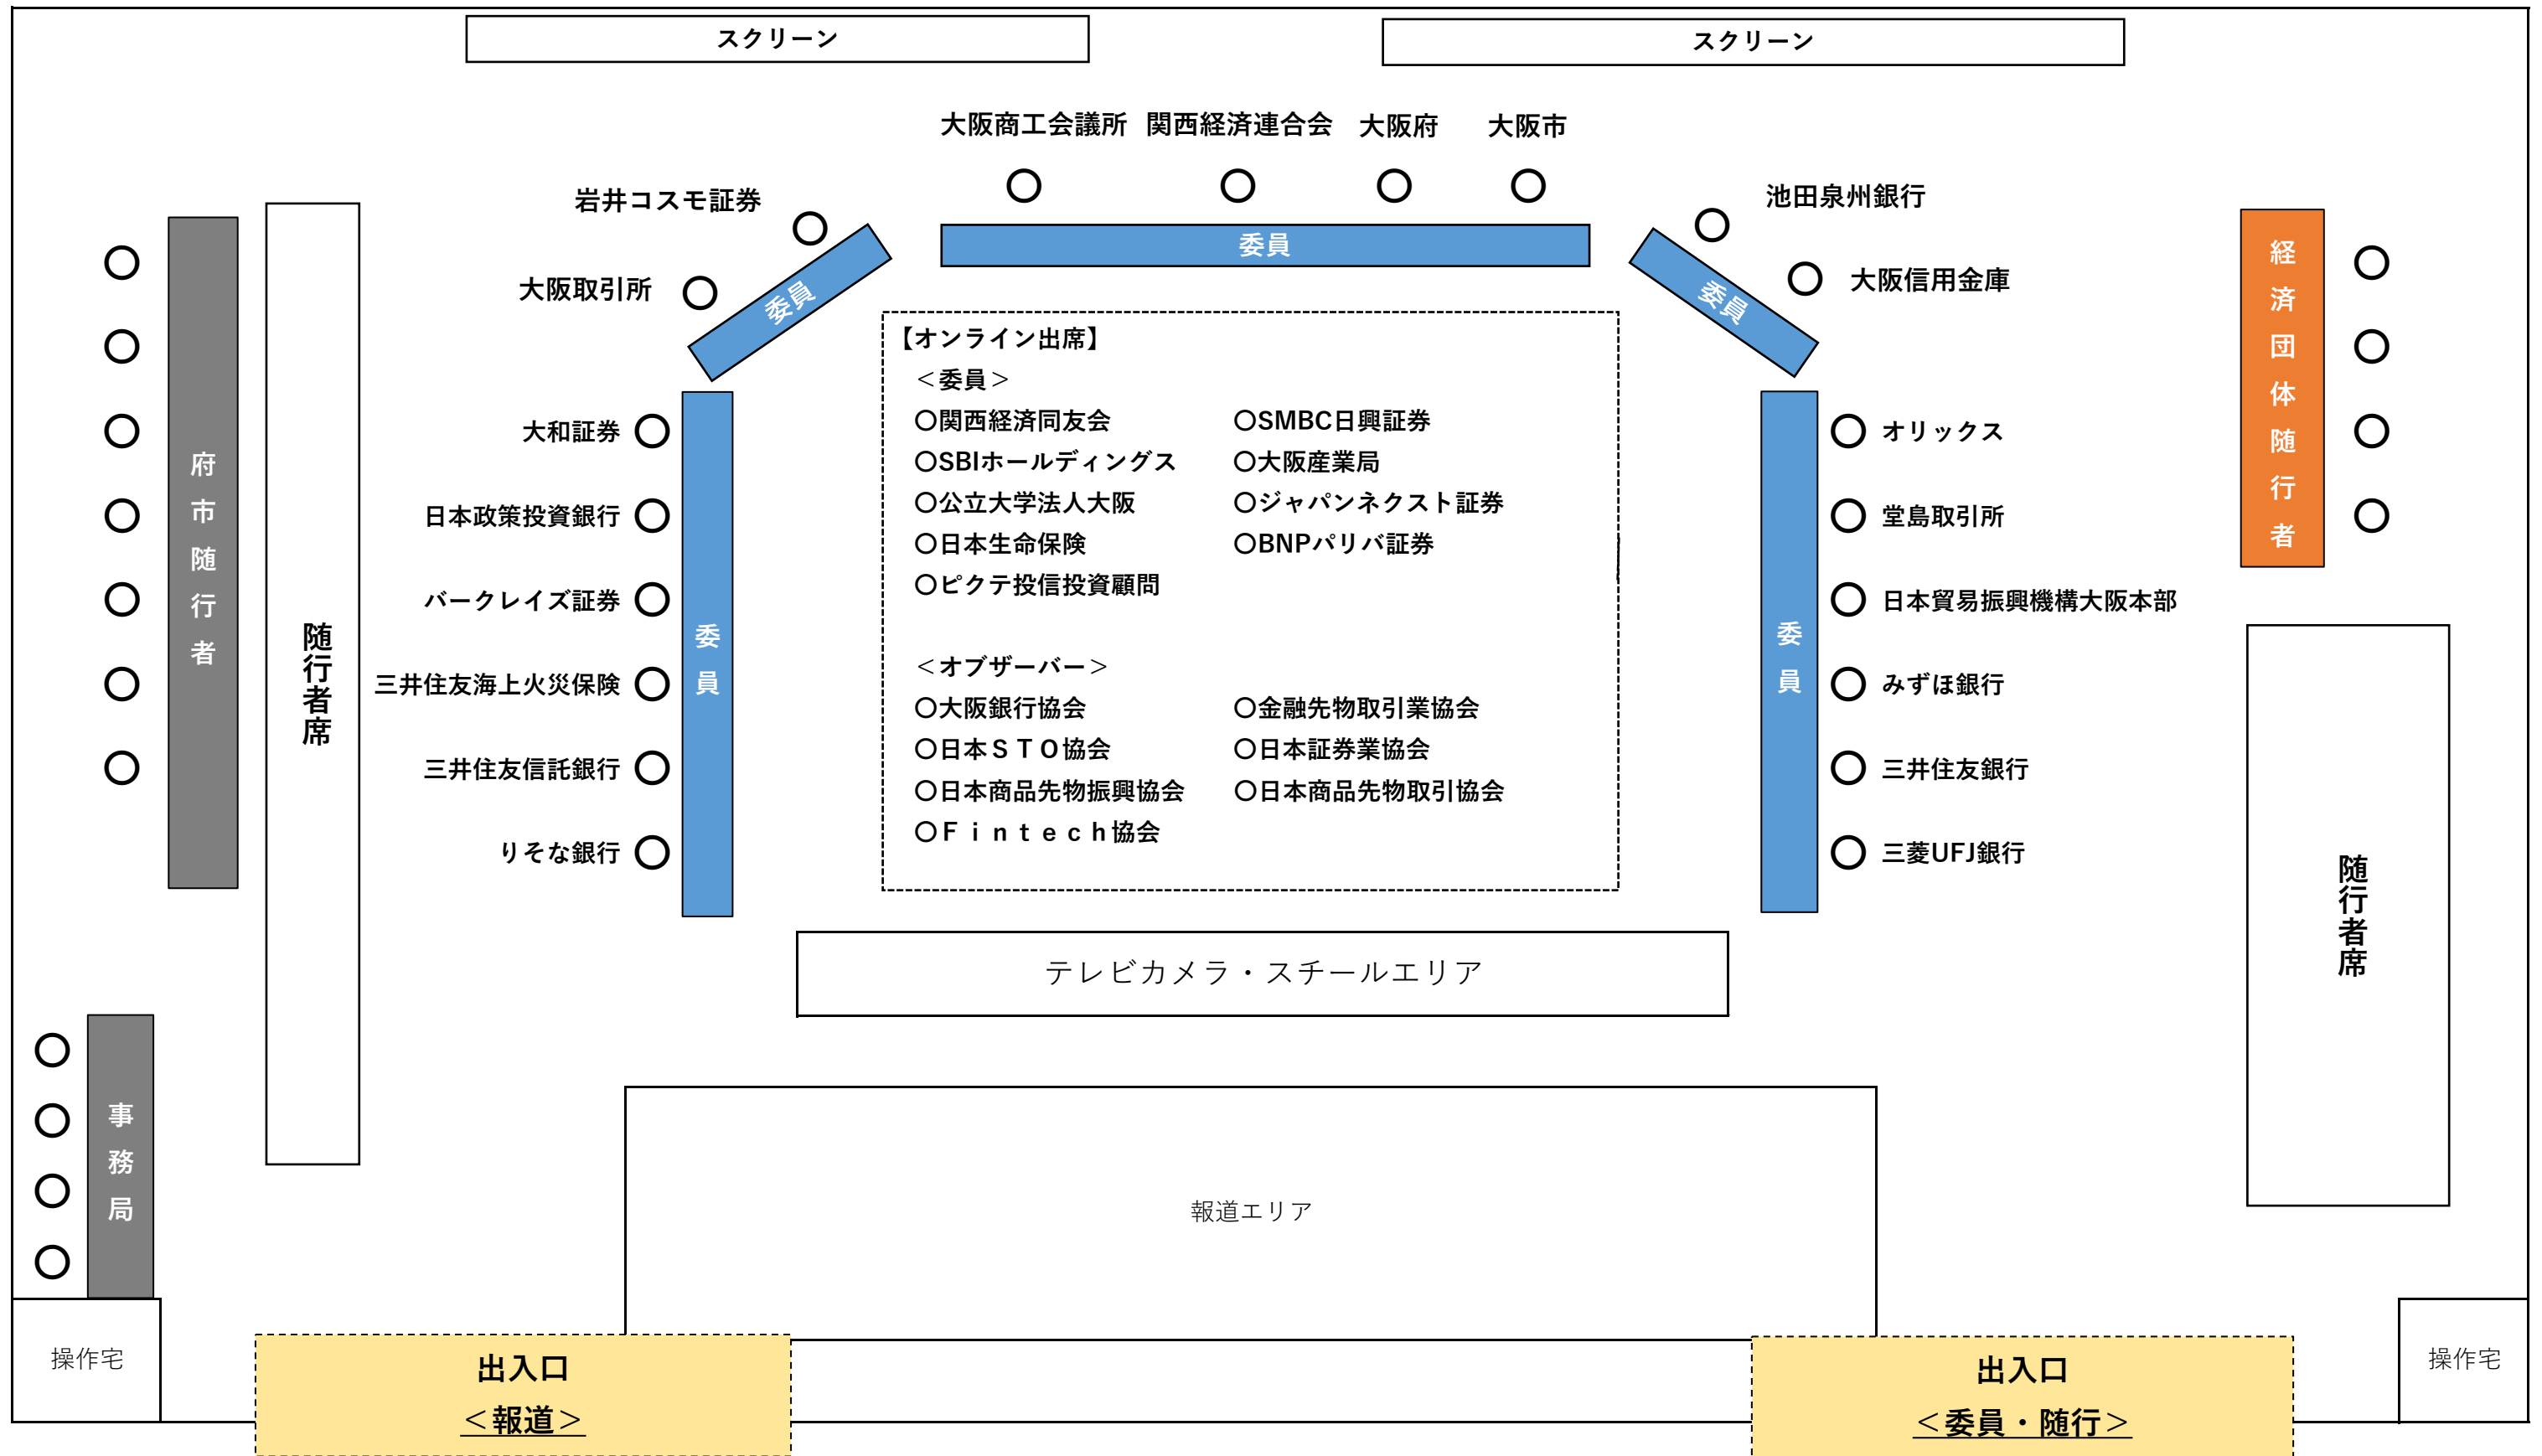 スクリーン
スクリーン
大阪商工会議所
関西経済連合会
大阪府
大阪市
岩井コスモ証券
池田泉州銀行
大阪取引所
大阪信用金庫
委員
委員
委員
【オンライン出席】
＜委員＞
〇関西経済同友会
〇SMBC日興証券
〇SBIホールディングス
〇大阪産業局
〇公立大学法人大阪
〇ジャパンネクスト証券
〇日本生命保険
〇BNPパリバ証券
〇ピクテ投信投資顧問
＜オブザーバー＞
〇大阪銀行協会
〇金融先物取引業協会
〇日本ＳＴО協会
〇日本証券業協会
〇日本商品先物振興協会
〇日本商品先物取引協会
〇Ｆｉｎｔｅｃｈ協会
大和証券
日本政策投資銀行
バークレイズ証券
三井住友海上火災保険
三井住友信託銀行
りそな銀行
委員
オリックス
堂島取引所
日本貿易振興機構大阪本部
みずほ銀行
三井住友銀行
三菱UFJ銀行
委員
府市随行者
随行者席
経済団体随行者
随行者席
テレビカメラ・スチールエリア
事務局
報道エリア
操作宅
出入口
＜報道＞
出入口
＜委員・随行＞
操作宅